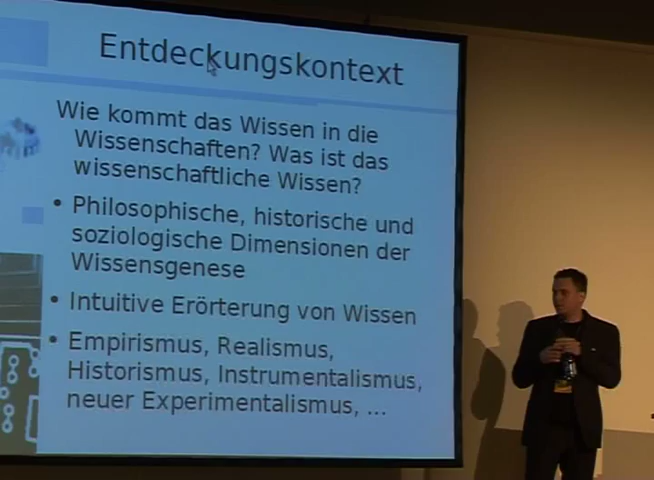 Entdeckungskontext
Wie kommt das Wissen in die
Wissenschaften? Was ist das
wissenschaftliche Wissen?
• Philosophische, historische und
soziologische Dimensionen der
Wissensgenese
• Intuitive Erörterung von Wissen
• Empirismus, Realismus,
Historismus, Instrumentalismus,
neuer Experimentalismus, ...